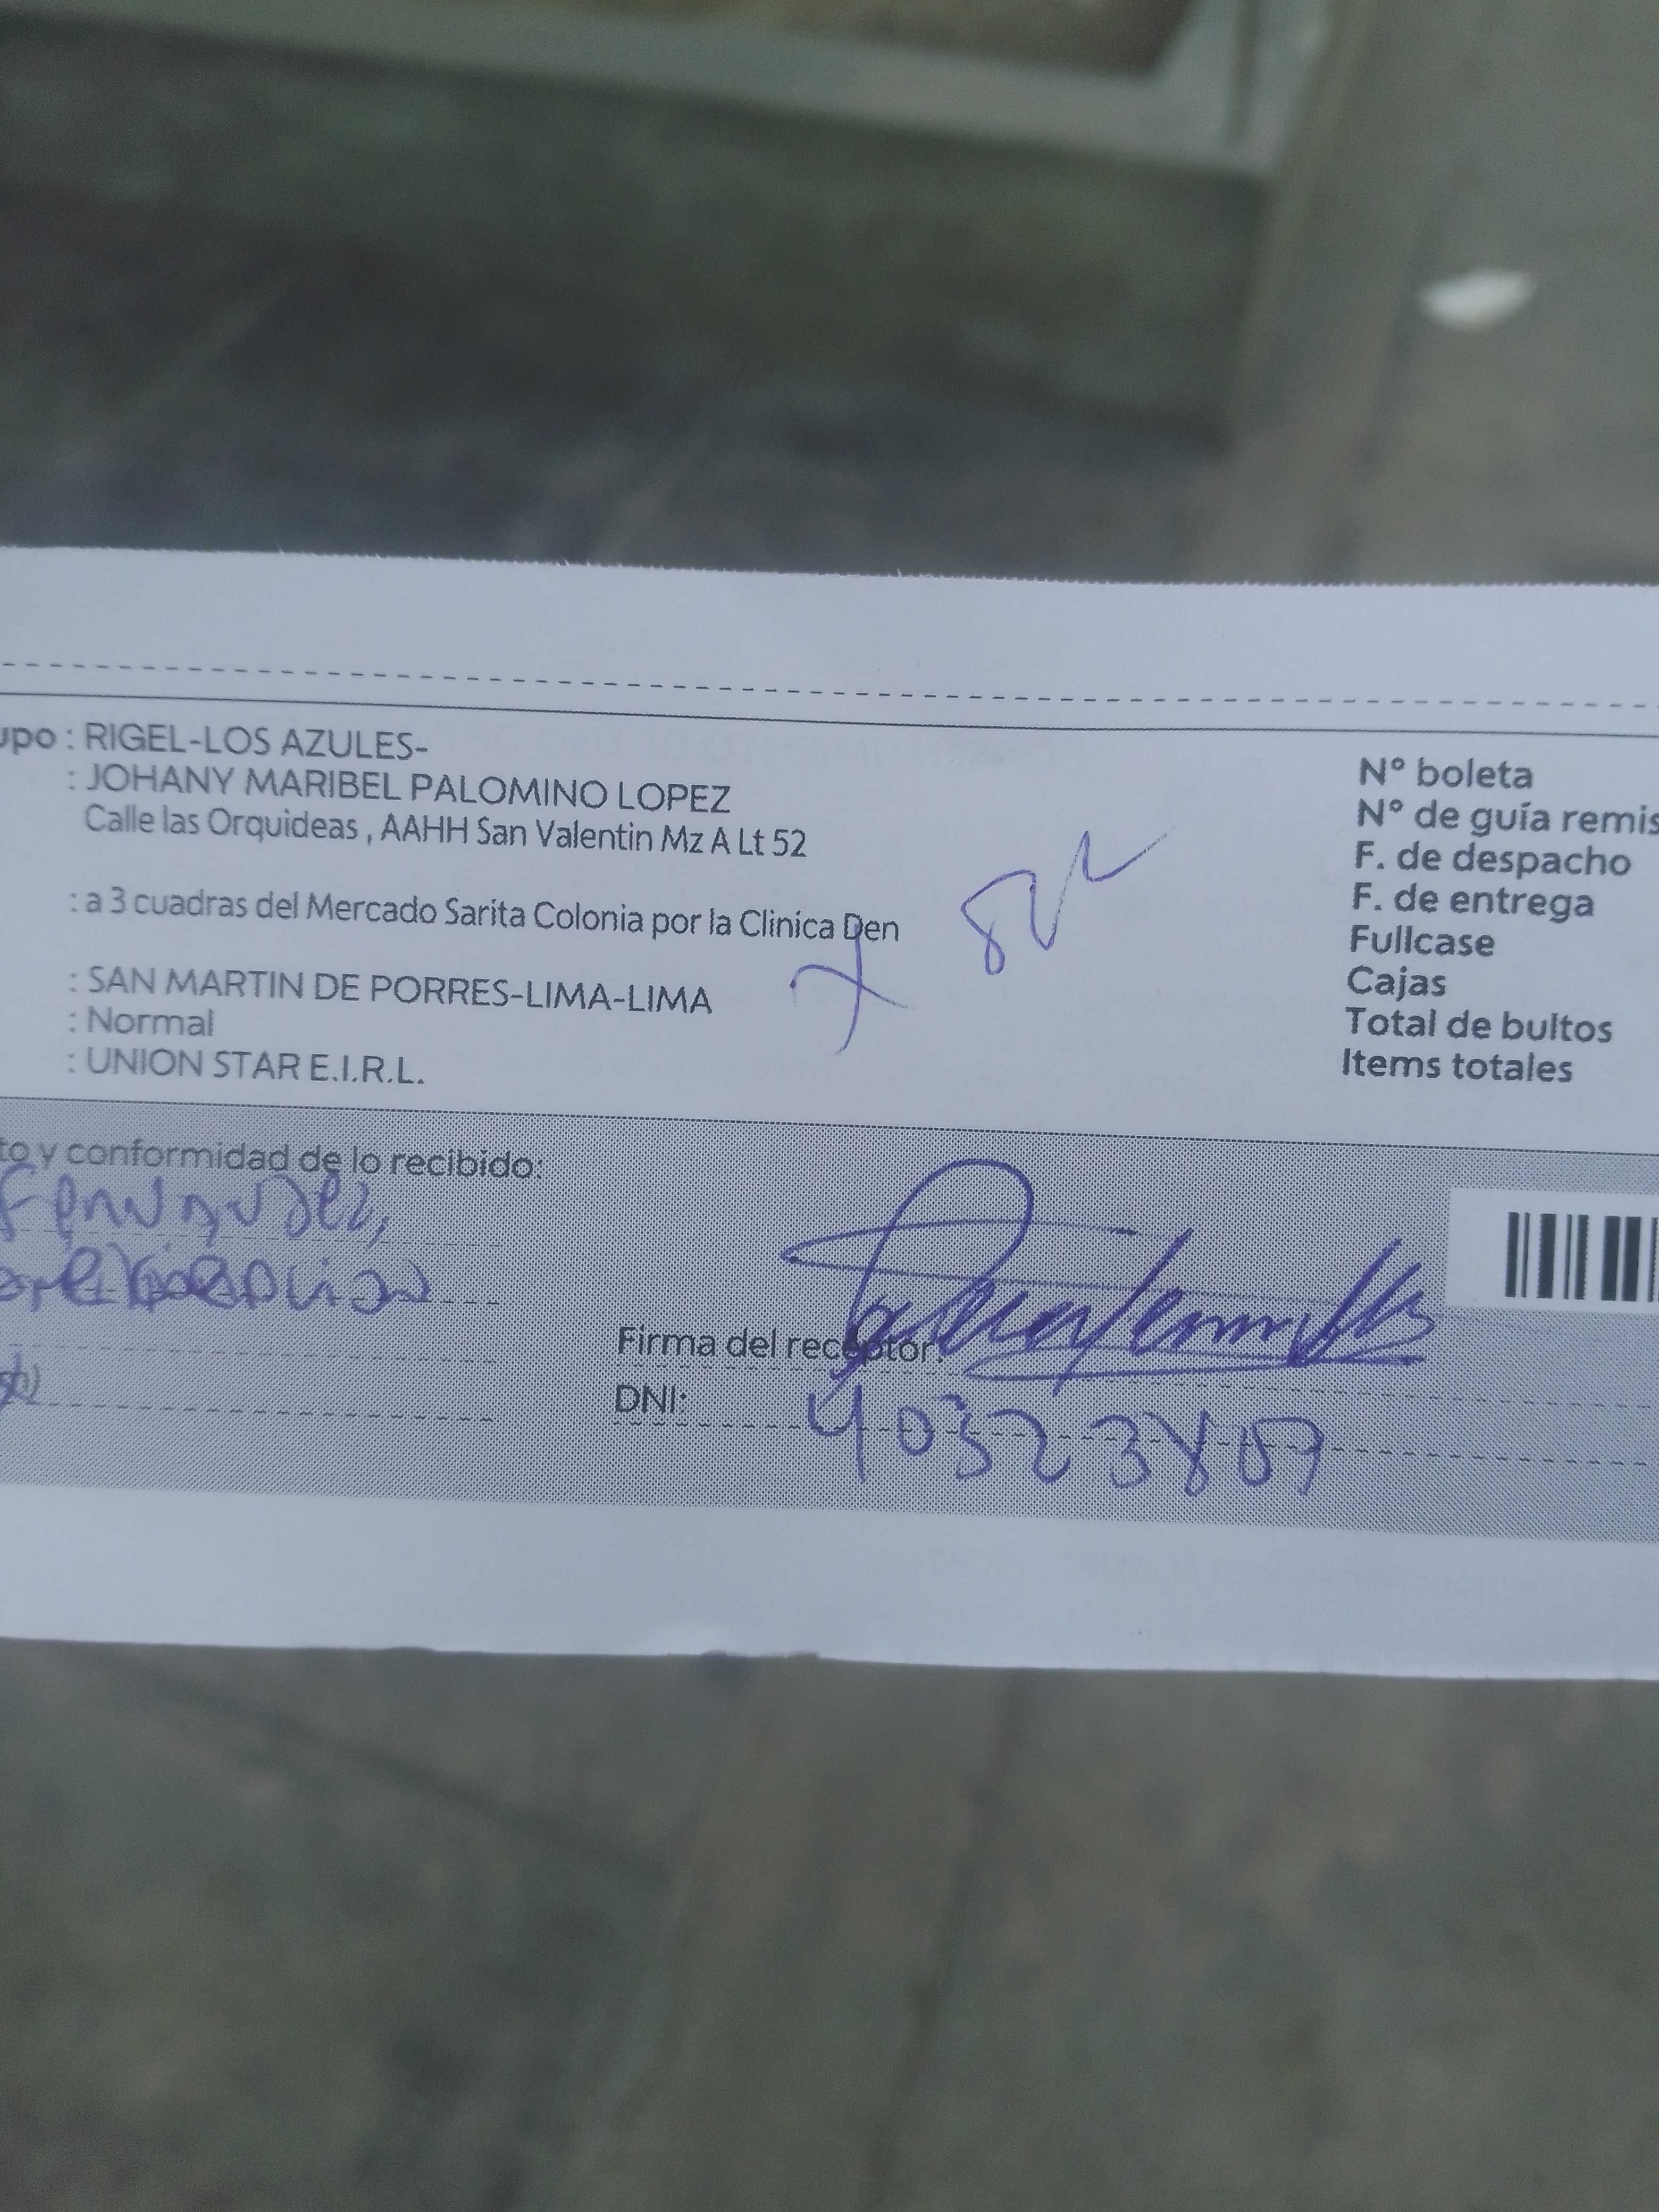 upo : RIGEL-LOS AZULES-
: JOHANY MARIBEL PALOMINO LOPEZ
Calle las Orquideas , AAHH San Valentin Mz A Lt 52
: a 3 cuadras del Mercado Sarita Colonia por la Clinica Den
: SAN MARTIN DE PORRES-LIMA-LIMA
: Normal
: UNION STAR E.I.R.L.
N° boleta
N° de guía remis
F. de despacho
F. de entrega
Fullcase
Cajas
Total de bultos
Items totales
to y conformidad de lo recibido:
Firma del receptor:
DNI: 40323809